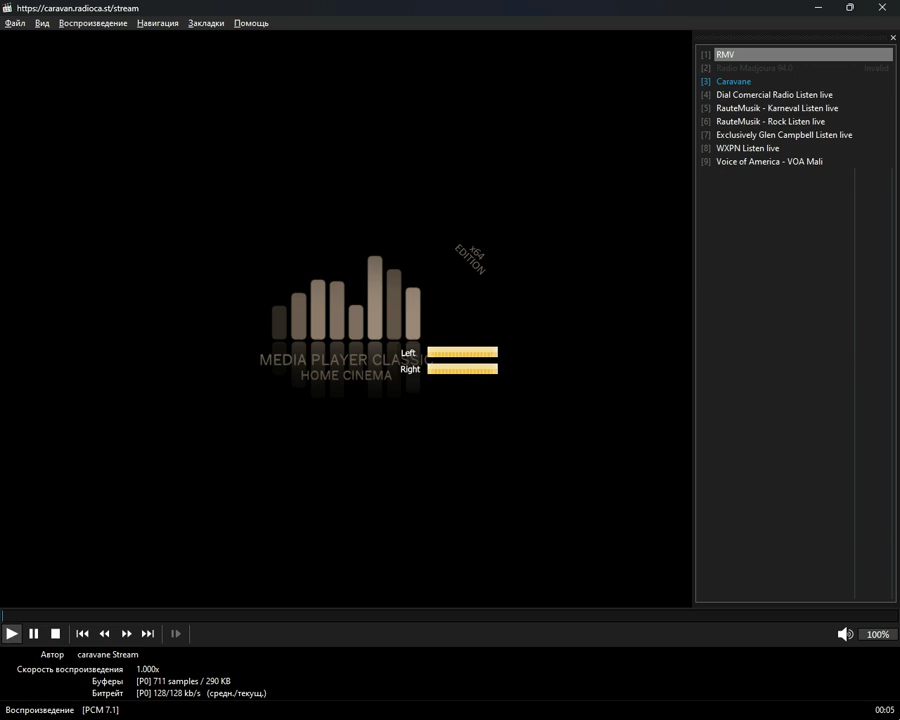 https://caravan.radioca.st/stream
Файл Вид Воспроизведение Навигация Закладки Помощь
[1] RMV
[2] Radio Madjoura 94.0 Invalid
[3] Caravane
[4] Dial Comercial Radio Listen live
[5] RauteMusik - Karneval Listen live
[6] RauteMusik - Rock Listen live
[7] Exclusively Glen Campbell Listen live
[8] WXPN Listen live
[9] Voice of America - VOA Mali
x64
EDITION
MEDIA PLAYER CLASSIC
HOME CINEMA
Left
Right
100%
Автор caravane Stream
Скорость воспроизведения 1.000x
Буферы [P0] 711 samples / 290 KB
Битрейт [P0] 128/128 kb/s (средн./текущ.)
Воспроизведение [PCM 7.1] 00:05